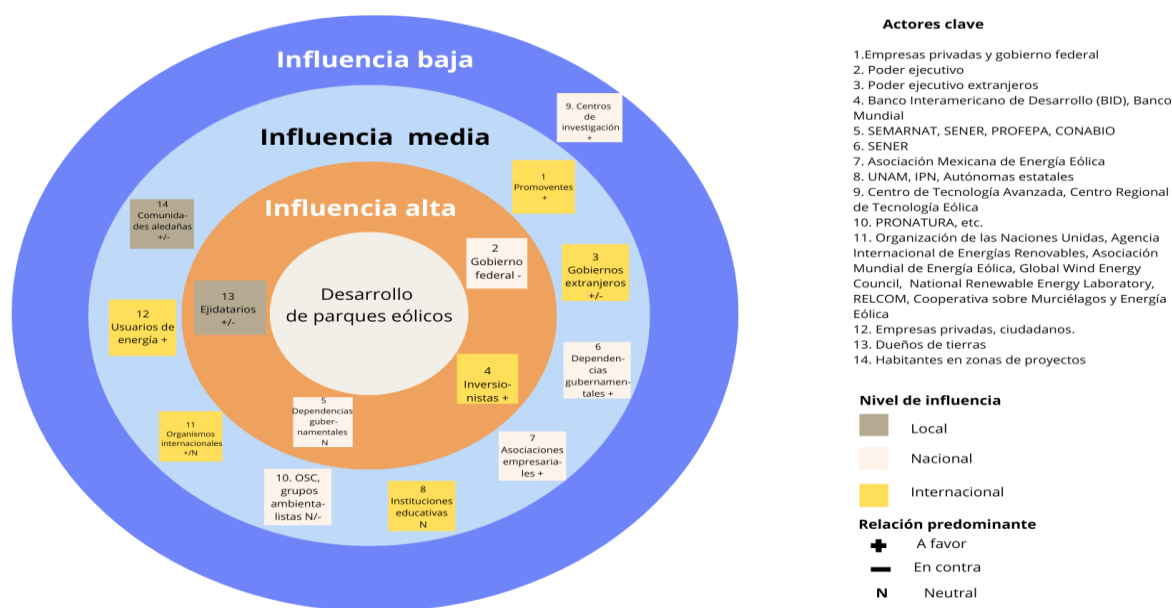 Influencia baja
Influencia  media
Influencia alta
Desarrollo
de parques eólicos
9. Centros
de
investigación
+
1
Promoventes
+
2
Gobierno
federal -
3
Gobiernos
extranjeros
+/-
4
Inversio-
nistas +
5
Dependencias
guber-
namentales
N
6
Dependen-
cias
gubernamen-
tales +
7
Asociaciones
empresaria-
les +
8
Instituciones
educativas
N
10. OSC,
grupos
ambienta-
listas N/-
11
Organismos
internacionales
+/N
12
Usuarios de
energía +
13
Ejidatarios
+/-
14
Comunida-
des aledañas
+/-
Actores clave
1.Empresas privadas y gobierno federal
2. Poder ejecutivo
3. Poder ejecutivo extranjeros
4. Banco Interamericano de Desarrollo (BID), Banco
Mundial
5. SEMARNAT, SENER, PROFEPA, CONABIO
6. SENER
7. Asociación Mexicana de Energía Eólica
8. UNAM, IPN, Autónomas estatales
9. Centro de Tecnología Avanzada, Centro Regional
de Tecnología Eólica
10. PRONATURA, etc.
11. Organización de las Naciones Unidas, Agencia
Internacional de Energías Renovables, Asociación
Mundial de Energía Eólica, Global Wind Energy
Council,  National Renewable Energy Laboratory,
RELCOM, Cooperativa sobre Murciélagos y Energía
Eólica
12. Empresas privadas, ciudadanos.
13. Dueños de tierras
14. Habitantes en zonas de proyectos
Nivel de influencia
Local
Nacional
Internacional
Relación predominante
+ A favor
− En contra
N Neutral